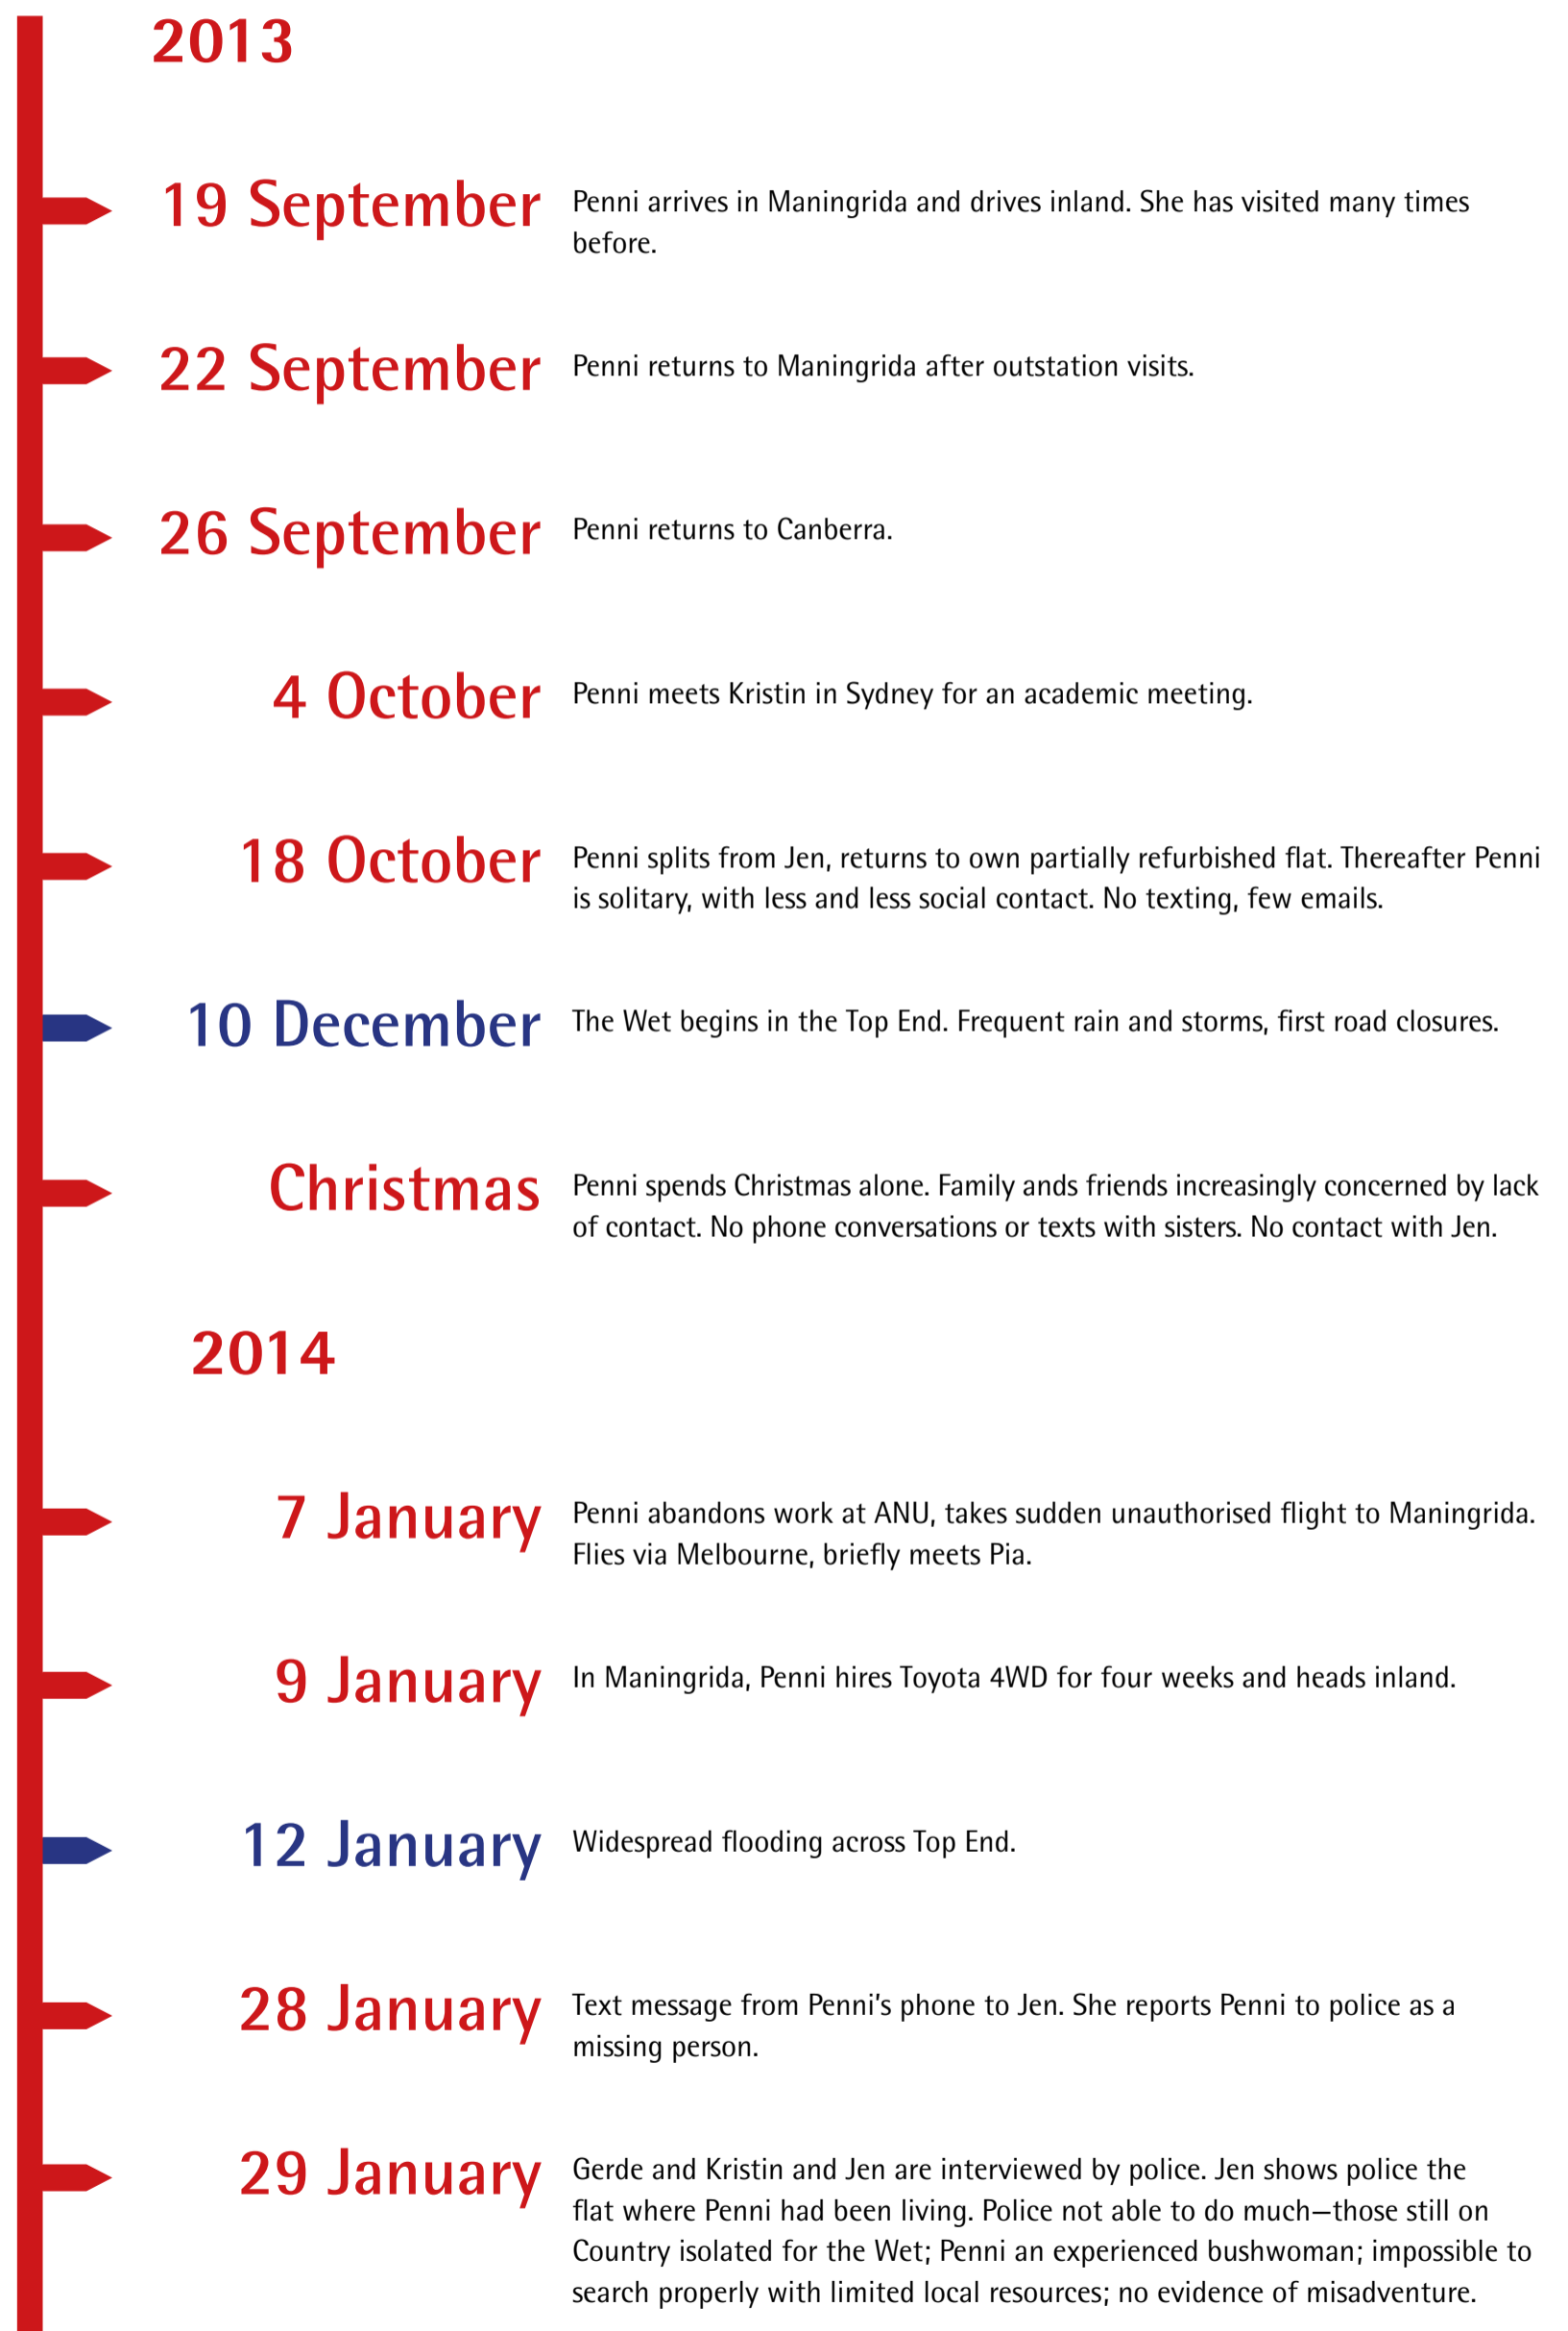 2013
19 September
Penni arrives in Maningrida and drives inland. She has visited many times
before.
22 September
Penni returns to Maningrida after outstation visits.
26 September
Penni returns to Canberra.
4 October
Penni meets Kristin in Sydney for an academic meeting.
18 October
Penni splits from Jen, returns to own partially refurbished flat. Thereafter Penni
is solitary, with less and less social contact. No texting, few emails.
10 December
The Wet begins in the Top End. Frequent rain and storms, first road closures.
Christmas
Penni spends Christmas alone. Family ands friends increasingly concerned by lack
of contact. No phone conversations or texts with sisters. No contact with Jen.
2014
7 January
Penni abandons work at ANU, takes sudden unauthorised flight to Maningrida.
Flies via Melbourne, briefly meets Pia.
9 January
In Maningrida, Penni hires Toyota 4WD for four weeks and heads inland.
12 January
Widespread flooding across Top End.
28 January
Text message from Penni’s phone to Jen. She reports Penni to police as a
missing person.
29 January
Gerde and Kristin and Jen are interviewed by police. Jen shows police the
flat where Penni had been living. Police not able to do much—those still on
Country isolated for the Wet; Penni an experienced bushwoman; impossible to
search properly with limited local resources; no evidence of misadventure.